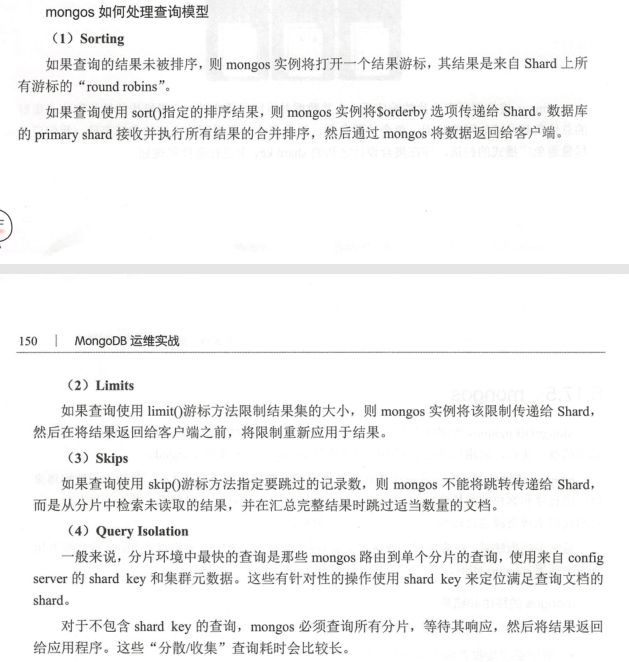 mongos 如何处理查询模型
（1）Sorting
如果查询的结果未被排序，则 mongos 实例将打开一个结果游标，其结果是来自 Shard 上所
有游标的“round robins”。
如果查询使用 sort()指定的排序结果，则 mongos 实例将$orderby 选项传递给 Shard。数据库
的 primary shard 接收并执行所有结果的合并排序，然后通过 mongos 将数据返回给客户端。
150 | MongoDB 运维实战
（2）Limits
如果查询使用 limit()游标方法限制结果集的大小，则 mongos 实例将该限制传递给 Shard，
然后在将结果返回给客户端之前，将限制重新应用于结果。
（3）Skips
如果查询使用 skip()游标方法指定要跳过的记录数，则 mongos 不能将跳转传递给 Shard，
而是从分片中检索未读取的结果，并在汇总完整结果时跳过适当数量的文档。
（4）Query Isolation
一般来说，分片环境中最快的查询是那些 mongos 路由到单个分片的查询，使用来自 config
server 的 shard key 和集群元数据。这些有针对性的操作使用 shard key 来定位满足查询文档的
shard。
对于不包含 shard key 的查询，mongos 必须查询所有分片，等待其响应，然后将结果返回
给应用程序。这些“分散/收集”查询耗时会比较长。